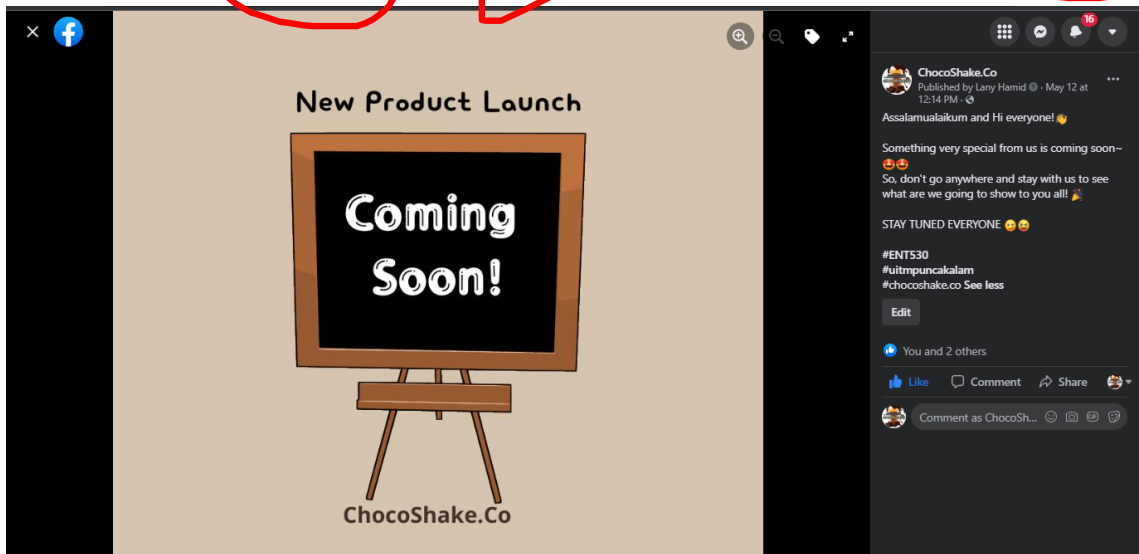 New Product Launch
Coming
Soon!
ChocoShake.Co
16
ChocoShake.Co
Published by Lany Hamid · May 12 at
12:14 PM ·
Assalamualaikum and Hi everyone!👋
Something very special from us is coming soon~
🤩🤩
So, don't go anywhere and stay with us to see
what are we going to show to you all! 🎉
STAY TUNED EVERYONE 😉😄
#ENT530
#uitmpuncakalam
#chocoshake.co See less
Edit
You and 2 others
Like Comment Share
Comment as ChocoSh...